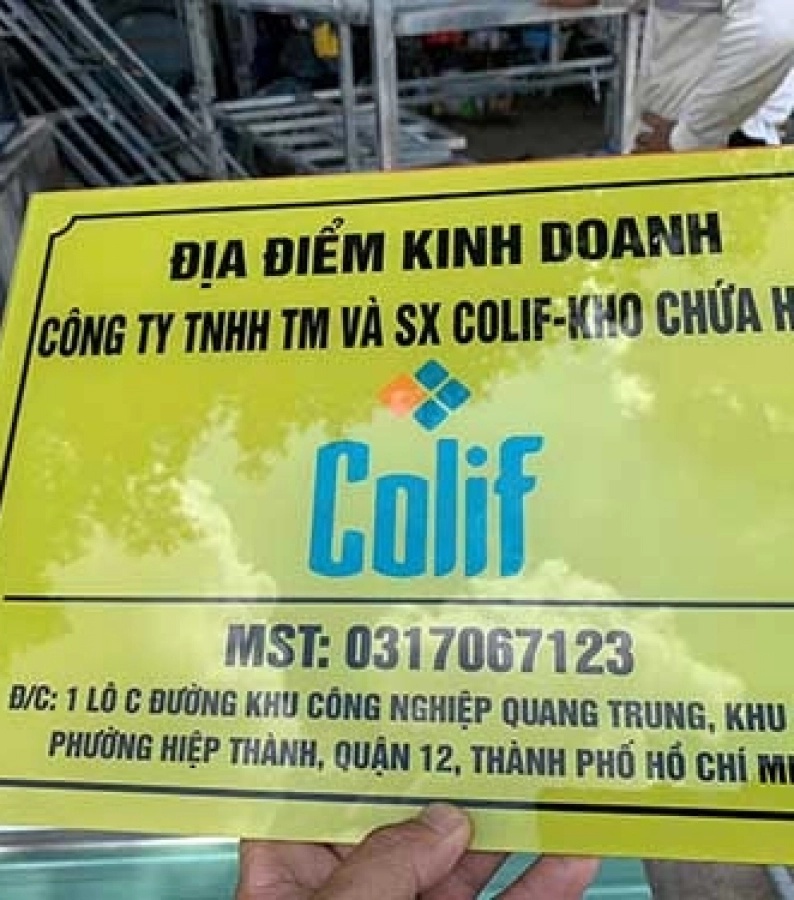 ĐỊA ĐIỂM KINH DOANH
CÔNG TY TNHH TM VÀ SX COLIF-KHO CHỨA
Colif
MST: 0317067123
Đ/C: 1 LÔ C ĐƯỜNG KHU CÔNG NGHIỆP QUANG TRUNG, KHU
PHƯỜNG HIỆP THÀNH, QUẬN 12, THÀNH PHỐ HỒ CHÍ